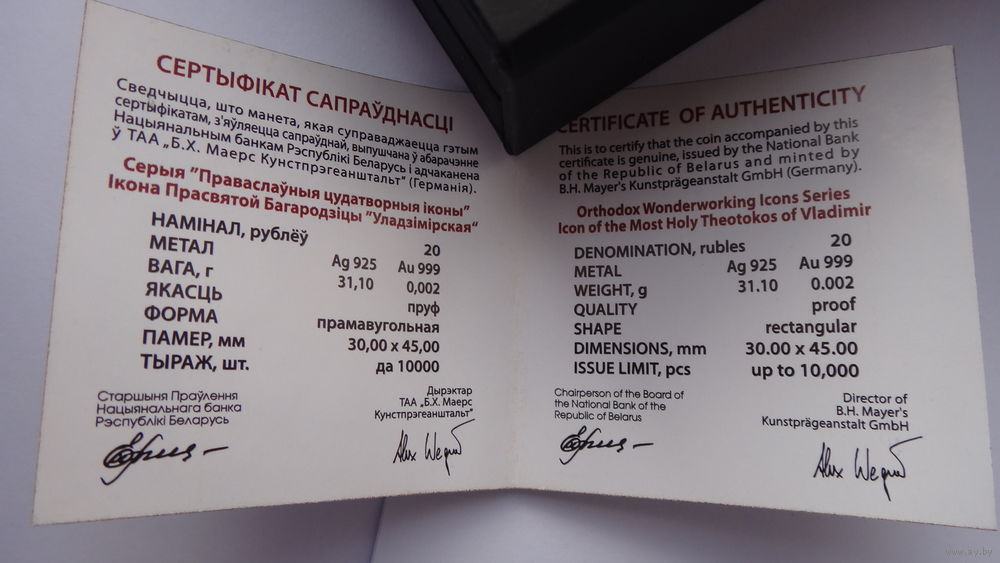 СЕРТЫФІКАТ САПРАЎДНАСЦІ
Сведчыцца, што манета, якая суправаджаецца гэтым
сертыфікатам, з'яўляецца сапраўднай, выпушчана ў абарачэнне
Нацыянальным банкам Рэспублікі Беларусь і адчаканена
ў ТАА „Б.Х. Маерс Кунстпрэгеанштальт“ (Германія).
Серыя ”Праваслаўныя цудатворныя іконы”
Ікона Прасвятой Багародзіцы ”Уладзімірская“
НАМІНАЛ, рублёў 20
МЕТАЛ Ag 925 Au 999
ВАГА, г 31,10 0,002
ЯКАСЦЬ пруф
ФОРМА прамавугольная
ПАМЕР, мм 30,00 x 45,00
ТЫРАЖ, шт. да 10000
Старшыня Праўлення
Нацыянальнага банка
Рэспублікі Беларусь
Дырэктар
ТАА „Б.Х. Маерс
Кунстпрэгеанштальт“
Alex Wegner
CERTIFICATE OF AUTHENTICITY
This is to certify that the coin accompanied by this
certificate is genuine, issued by the National Bank
of the Republic of Belarus and minted by
B.H. Mayer's Kunstprägeanstalt GmbH (Germany).
Orthodox Wonderworking Icons Series
Icon of the Most Holy Theotokos of Vladimir
DENOMINATION, rubles 20
METAL Ag 925 Au 999
WEIGHT, g 31.10 0.002
QUALITY proof
SHAPE rectangular
DIMENSIONS, mm 30.00 x 45.00
ISSUE LIMIT, pcs up to 10,000
Chairperson of the Board of
the National Bank of the
Republic of Belarus
Director of
B.H. Mayer's
Kunstprägeanstalt GmbH
www.ay.by